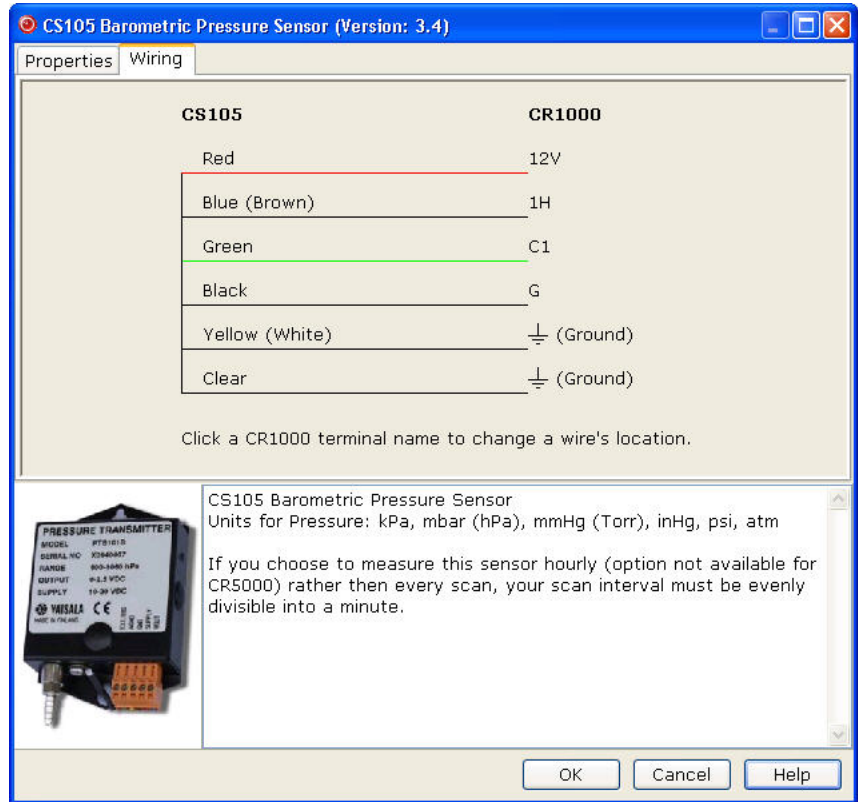 CS105 Barometric Pressure Sensor (Version: 3.4)
Properties Wiring
CS105 CR1000
Red 12V
Blue (Brown) 1H
Green C1
Black G
Yellow (White) (Ground)
Clear (Ground)
Click a CR1000 terminal name to change a wire's location.
PRESSURE TRANSMITTER
MODEL PTB101B
SERIAL NO
RANGE hPa
OUTPUT 0-2.5 VDC
SUPPLY 10-30 VDC
VAISALA CE
MADE IN FINLAND
CS105 Barometric Pressure Sensor
Units for Pressure: kPa, mbar (hPa), mmHg (Torr), inHg, psi, atm
If you choose to measure this sensor hourly (option not available for
CR5000) rather then every scan, your scan interval must be evenly
divisible into a minute.
OK Cancel Help